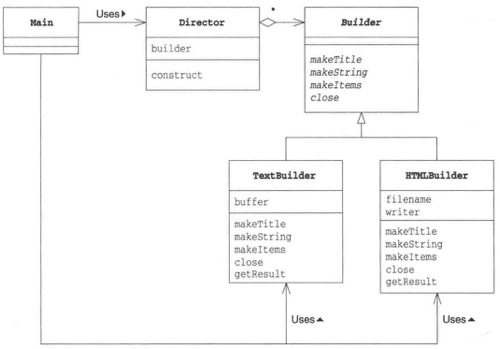 Main
Uses
Director
builder
construct
*
Builder
makeTitle
makeString
makeItems
close
TextBuilder
buffer
makeTitle
makeString
makeItems
close
getResult
HTMLBuilder
filename
writer
makeTitle
makeString
makeItems
close
getResult
Uses
Uses